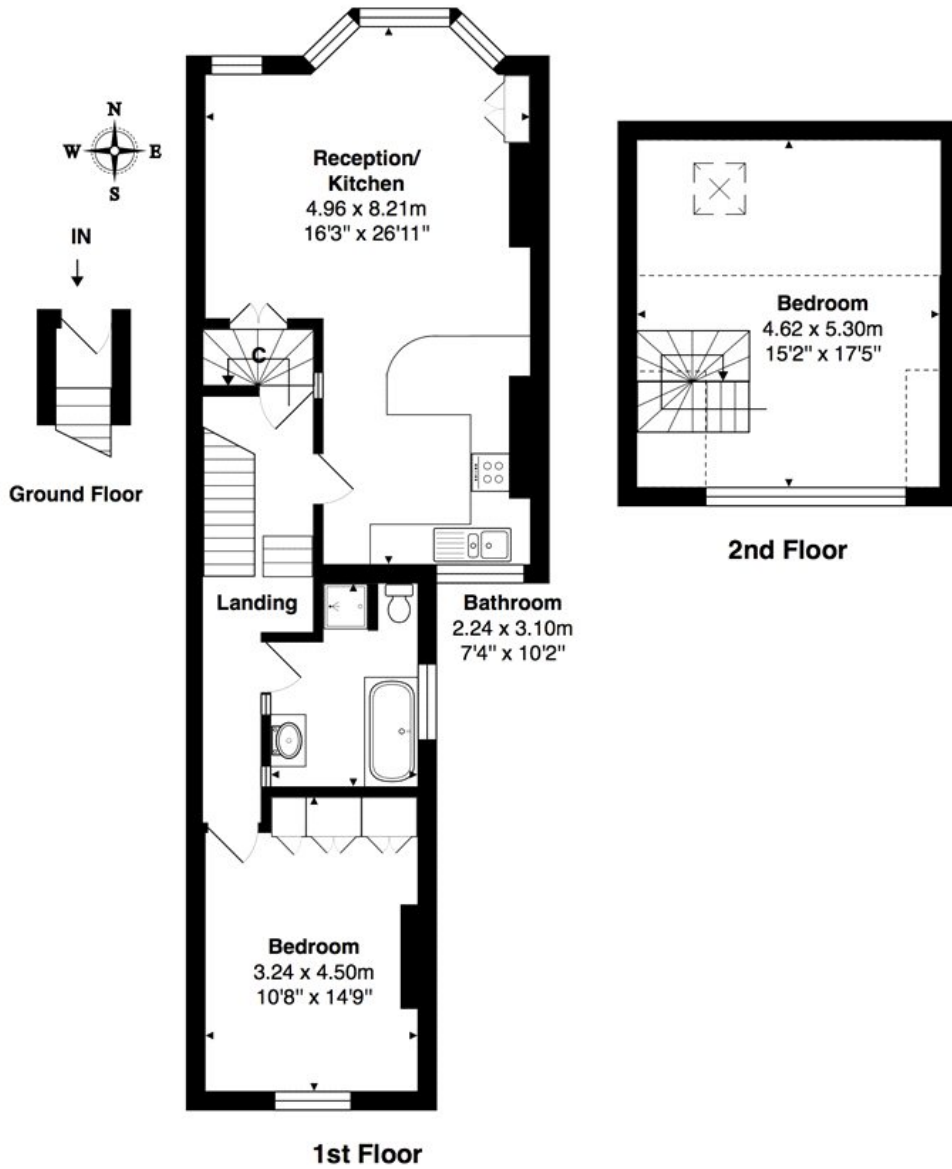 N
W E
S
IN
Ground Floor
Reception/
Kitchen
4.96 x 8.21m
16'3" x 26'11"
C
Landing
Bathroom
2.24 x 3.10m
7'4" x 10'2"
Bedroom
3.24 x 4.50m
10'8" x 14'9"
1st Floor
Bedroom
4.62 x 5.30m
15'2" x 17'5"
2nd Floor